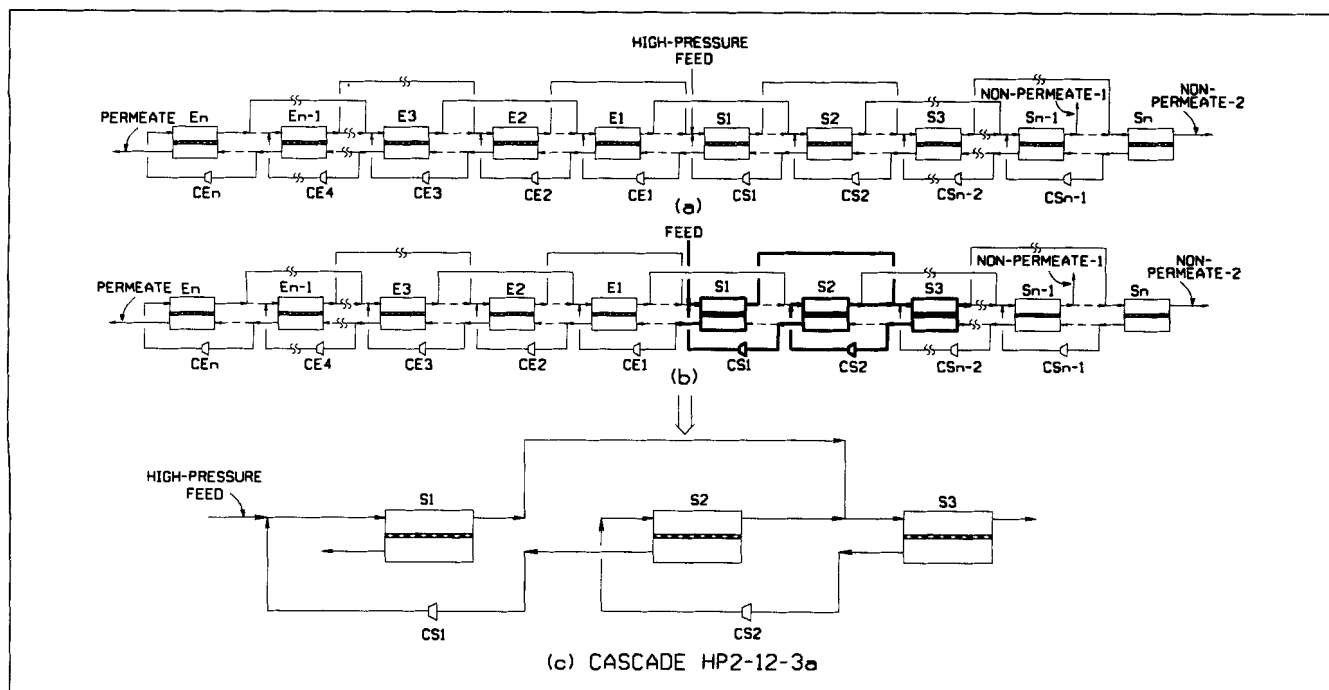 HIGH-PRESSURE
FEED
PERMEATE
En
En-1
E3
E2
E1
S1
S2
S3
NON-
PERMEATE-1
Sn-1
Sn
NON-
PERMEATE-2
CEn
CE4
CE3
CE2
CE1
CS1
CS2
CSn-2
CSn-1
(a)
FEED
PERMEATE
En
En-1
E3
E2
E1
S1
S2
S3
NON-
PERMEATE-1
Sn-1
Sn
NON-
PERMEATE-2
CEn
CE4
CE3
CE2
CE1
CS1
CS2
CSn-2
CSn-1
(b)
HIGH-PRESSURE
FEED
S1
S2
S3
CS1
CS2
(c) CASCADE HP2-12-3a